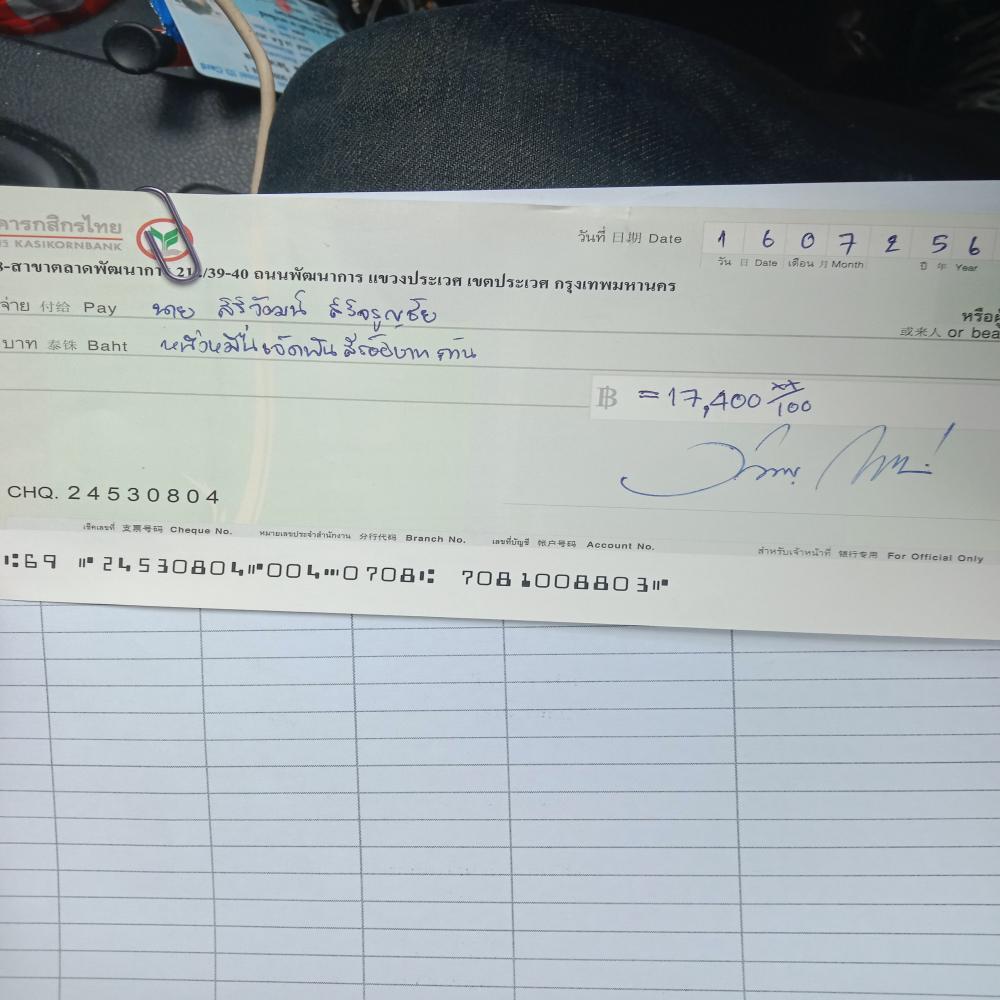 คารกสิกรไทย
KASIKORNBANK
วันที่ 日期 Date 1 6 0 7 2 5 6
วัน 日 Date เดือน 月 Month ปี 年 Year
-สาขาตลาดพัฒนากา 21 /39-40 ถนนพัฒนาการ แขวงประเวศ เขตประเวศ กรุงเทพมหานคร
จ่าย 付给 Pay นาย สิริวัฒน์
หรือผู้
或来人 or bea
บาท 泰铢 Baht หนึ่งหมื่นเจ็ดพันสี่ร้อยบาทถ้วน
฿ =17,400 xx/100
CHQ. 24530804
เช็คเลขที่ 支票号码 Cheque No. หมายเลขประจำสำนักงาน 分行代码 Branch No. เลขที่บัญชี 帐户号码 Account No. สำหรับเจ้าหน้าที่ 银行专用 For Official Only
69 ⑈24530804⑈004⑉0708⑆ 7081008803⑈